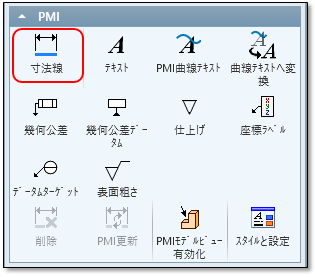 PMI
寸法線
テキスト
PMI曲線テキスト
曲線テキストへ変
換
幾何公差
幾何公差デー
タム
仕上げ
座標ラベル
データムターゲット
表面粗さ
削除
PMI更新
PMIモデルビュー
有効化
スタイルと設定